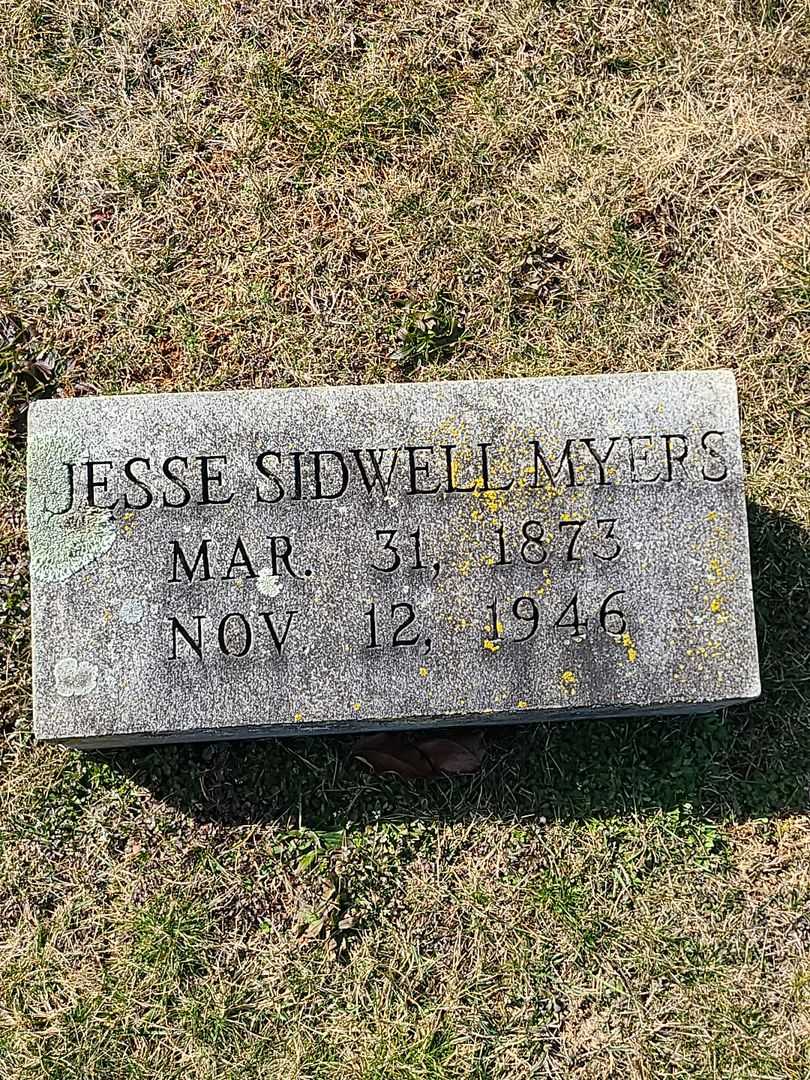 JESSE SIDWELL MYERS
MAR. 31, 1873
NOV 12, 1946